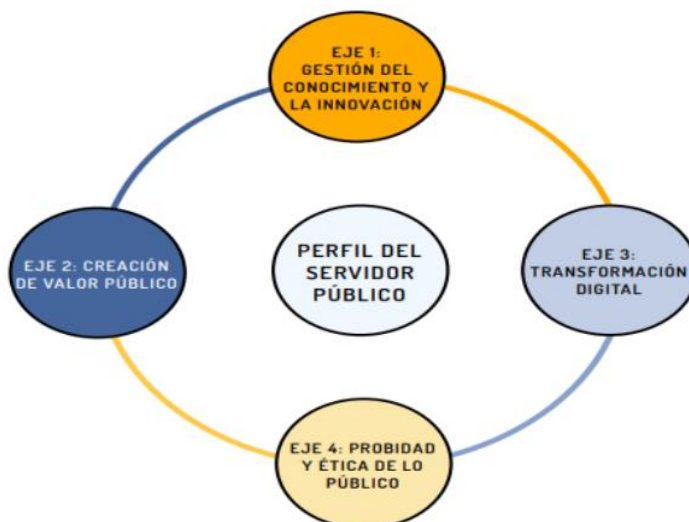 EJE 1:
GESTIÓN DEL
CONOCIMIENTO Y
LA INNOVACIÓN
EJE 2: CREACIÓN
DE VALOR PÚBLICO
PERFIL DEL
SERVIDOR
PÚBLICO
EJE 3:
TRANSFORMACIÓN
DIGITAL
EJE 4: PROBIDAD
Y ÉTICA DE LO
PÚBLICO